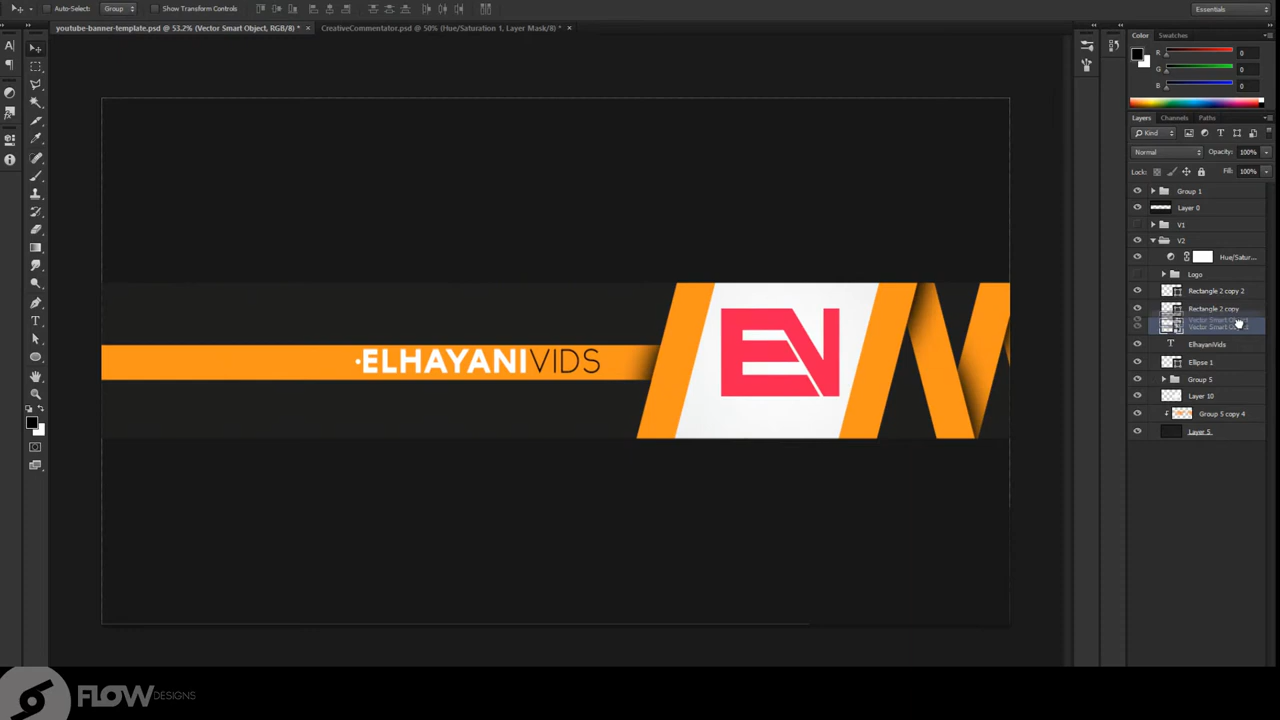 Auto-Select: Group Show Transform Controls Essentials
youtube-banner-template.psd @ 53.2% (Vector Smart Object, RGB/8) * × CreativeCommentator.psd @ 50% (Hue/Saturation 1, Layer Mask/8) * ×
Color Swatches
R 0
G 0
B 0
Layers Channels Paths
Kind
Normal Opacity: 100%
Lock: Fill: 100%
Group 1
Layer 0
V1
V2
Hue/Satur...
Logo
Rectangle 2 copy 2
Rectangle 2 copy
ElhayaniVids
Ellipse 1
Group 5
Layer 10
Group 5 copy 4
Layer 5
·ELHAYANIVIDS
EN
FLOW DESIGNS